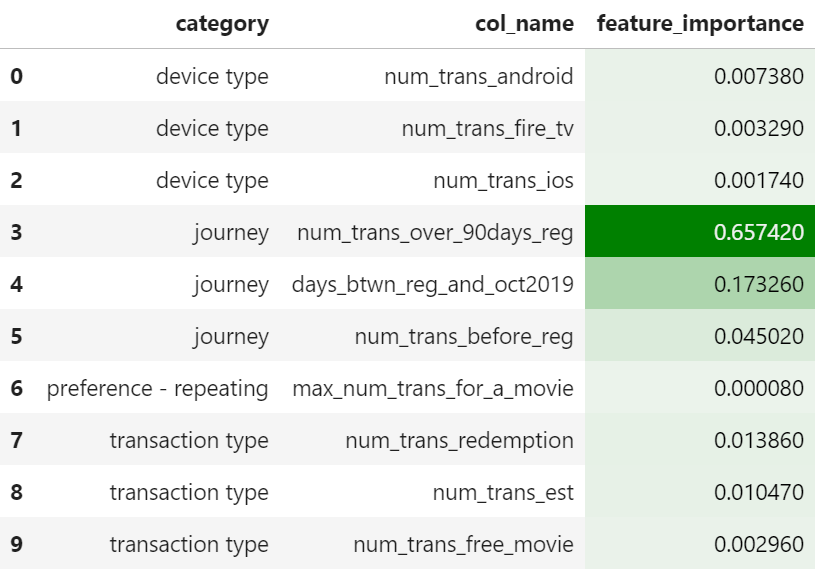 category col_name feature_importance
0 device type num_trans_android 0.007380
1 device type num_trans_fire_tv 0.003290
2 device type num_trans_ios 0.001740
3 journey num_trans_over_90days_reg 0.657420
4 journey days_btwn_reg_and_oct2019 0.173260
5 journey num_trans_before_reg 0.045020
6 preference - repeating max_num_trans_for_a_movie 0.000080
7 transaction type num_trans_redemption 0.013860
8 transaction type num_trans_est 0.010470
9 transaction type num_trans_free_movie 0.002960